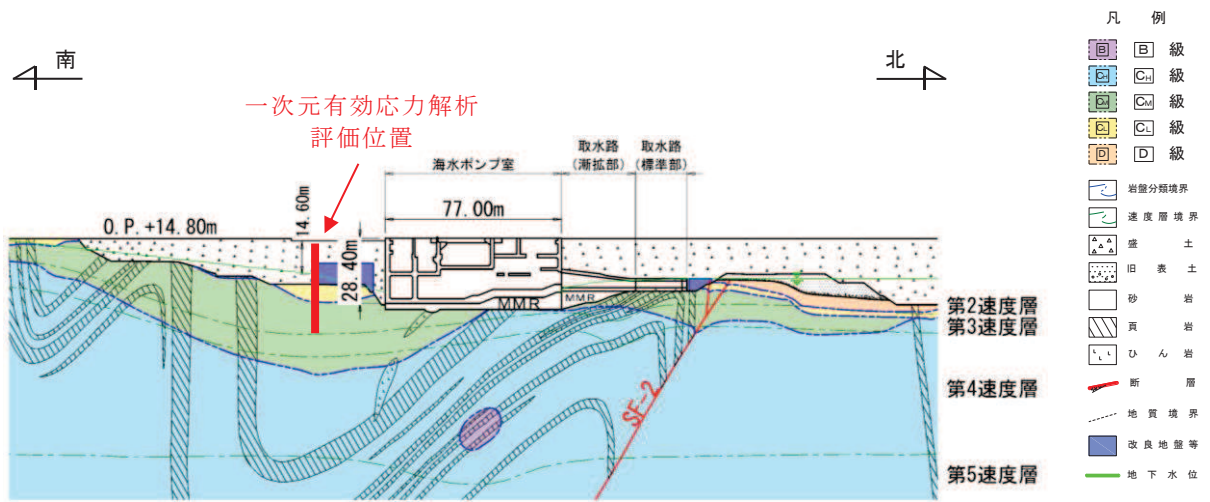 南
北
一次元有効応力解析
評価位置
海水ポンプ室
取水路
(漸拡部)
取水路
(標準部)
77.00m
14.60m
O.P.+14.80m
28.40m
MMR
MMR
SF-2
第2速度層
第3速度層
第4速度層
第5速度層
凡 例
B B 級
CH CH 級
CM CM 級
CL CL 級
D D 級
岩盤分類境界
速度層境界
盛 土
旧 表 土
砂 岩
頁 岩
ひ ん 岩
断 層
地 質 境 界
改 良 地 盤 等
地 下 水 位